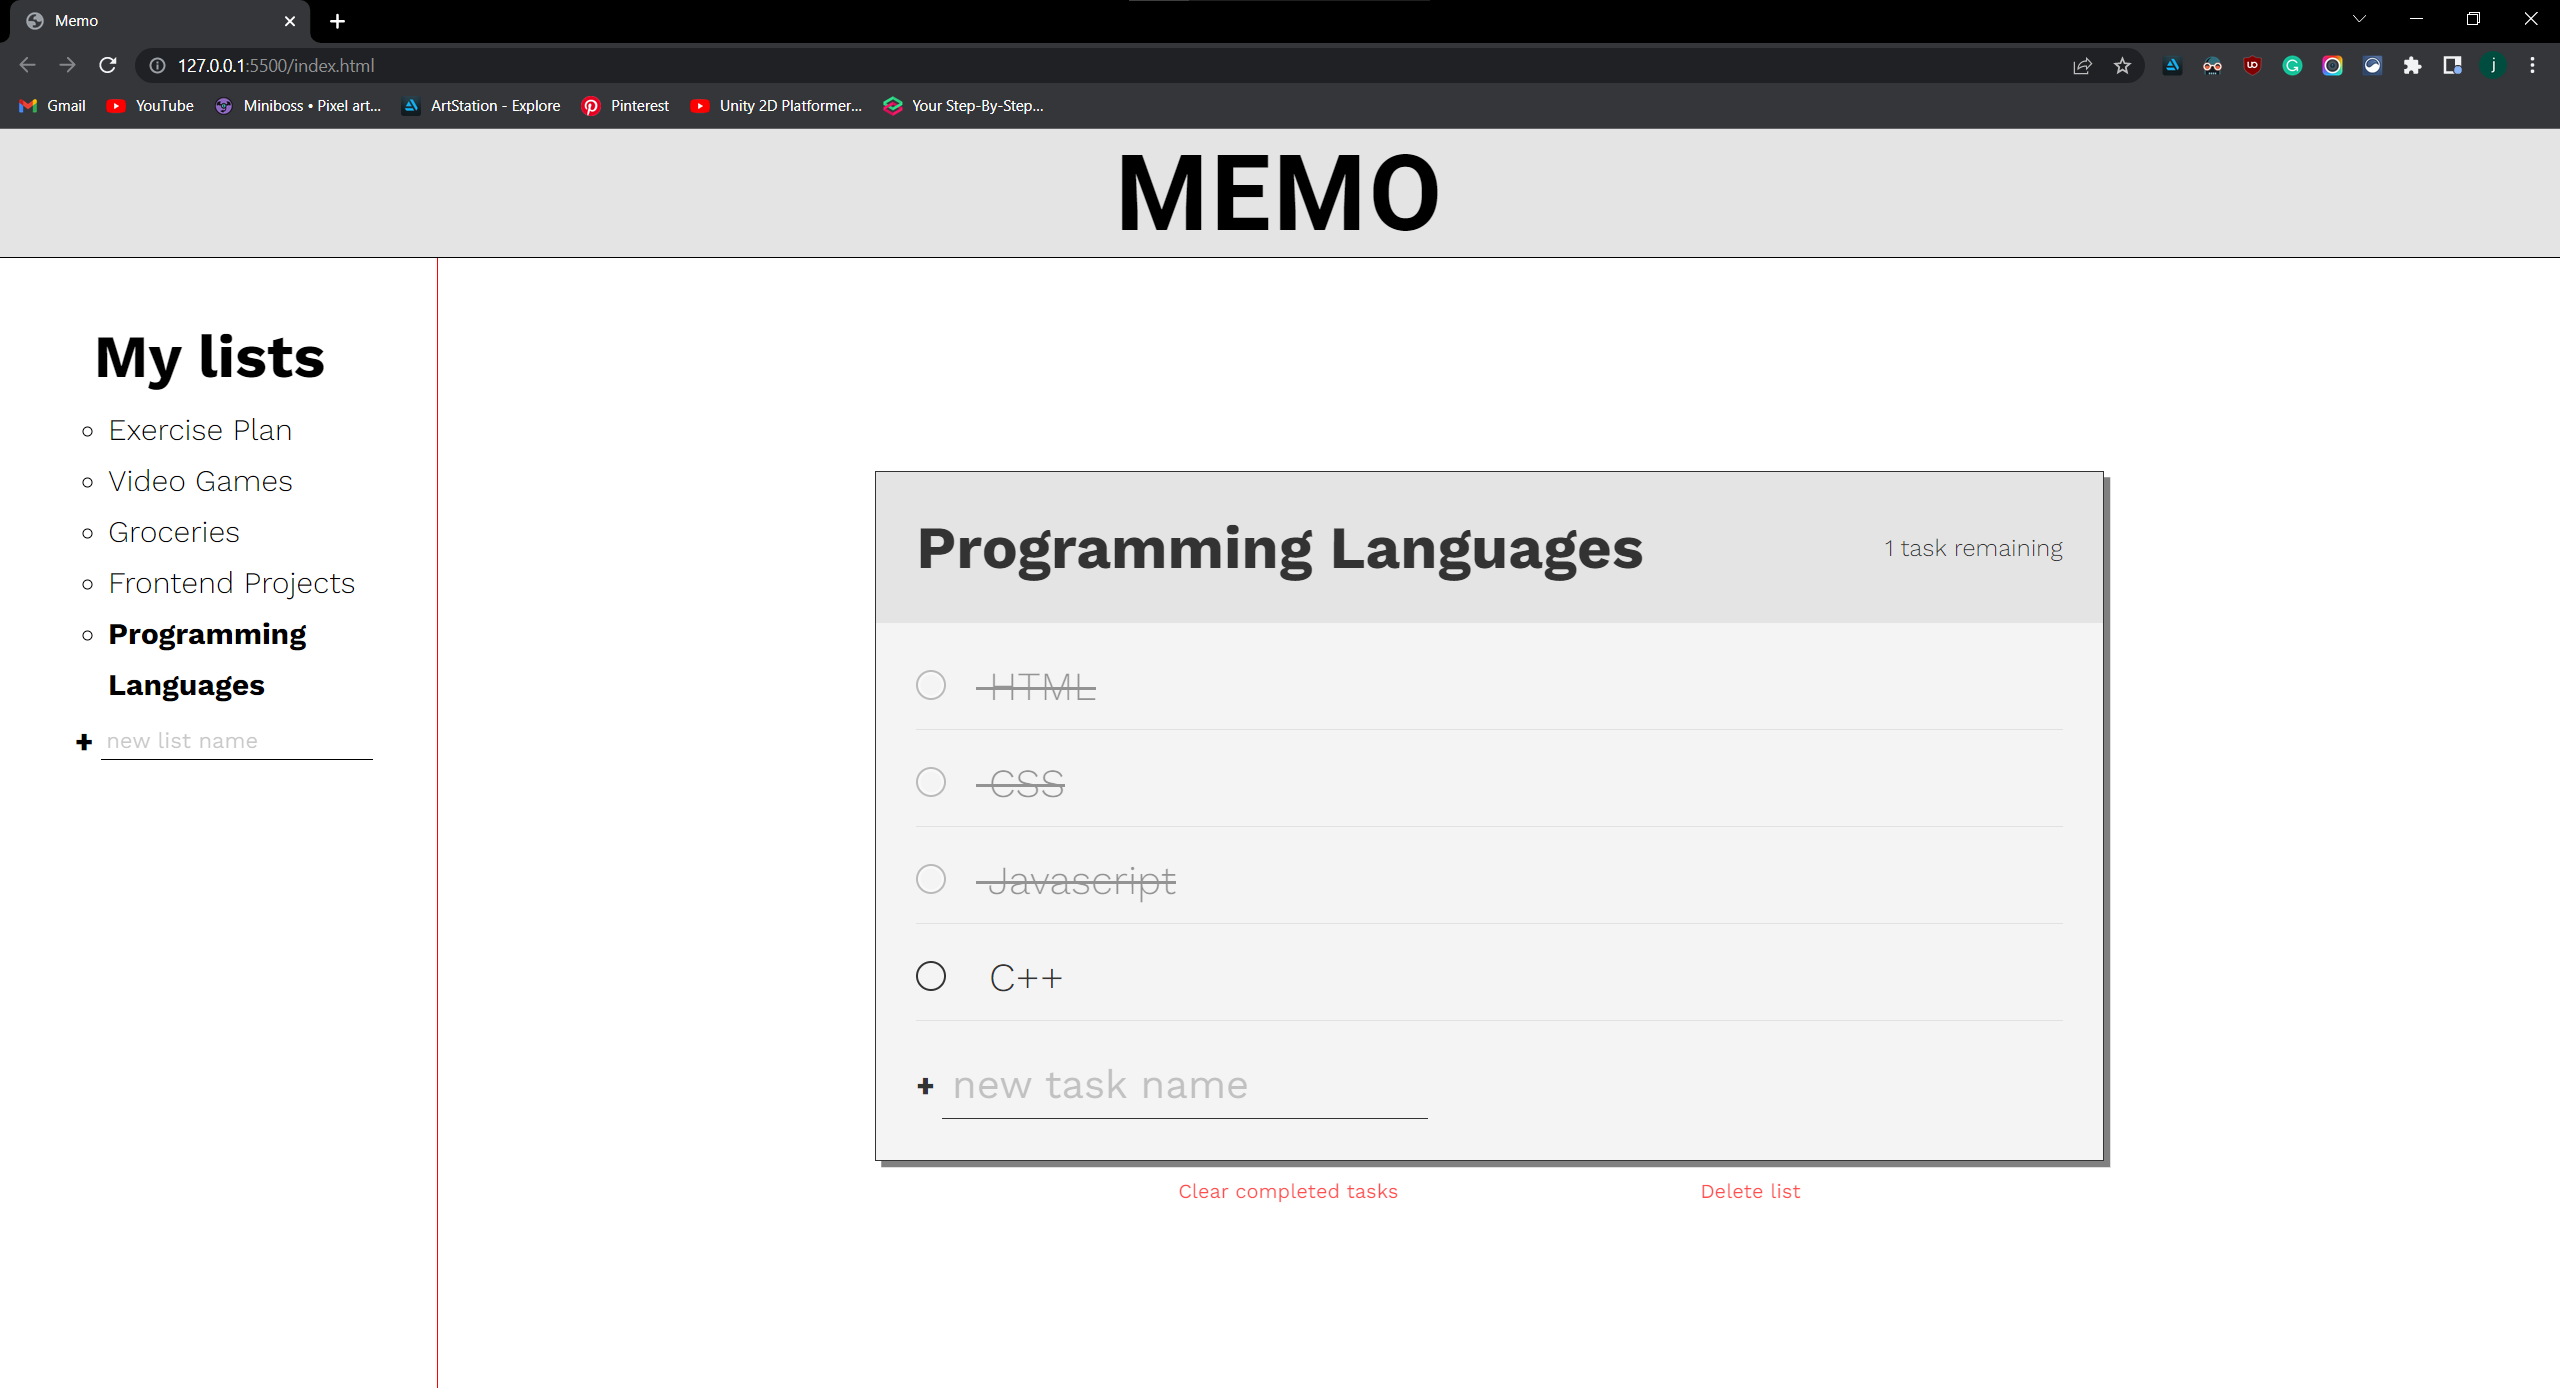 Memo
127.0.0.1:5500/index.html
Gmail YouTube Miniboss • Pixel art... ArtStation - Explore Pinterest Unity 2D Platformer... Your Step-By-Step...
MEMO
My lists
Exercise Plan
Video Games
Groceries
Frontend Projects
Programming
Languages
+ new list name
Programming Languages
1 task remaining
HTML
CSS
Javascript
C++
+ new task name
Clear completed tasks
Delete list